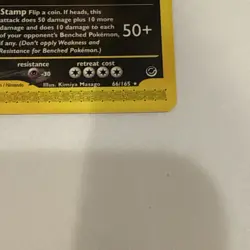 Stamp Flip a coin. If heads, this
attack does 50 damage plus 10 more
damage and does 10 damage to each
of your opponent's Benched Pokémon, if
any. (Don't apply Weakness and
Resistance for Benched Pokémon.)
50+
resistance
retreat cost
-30
Illus. Kimiya Masago
66/165 ★